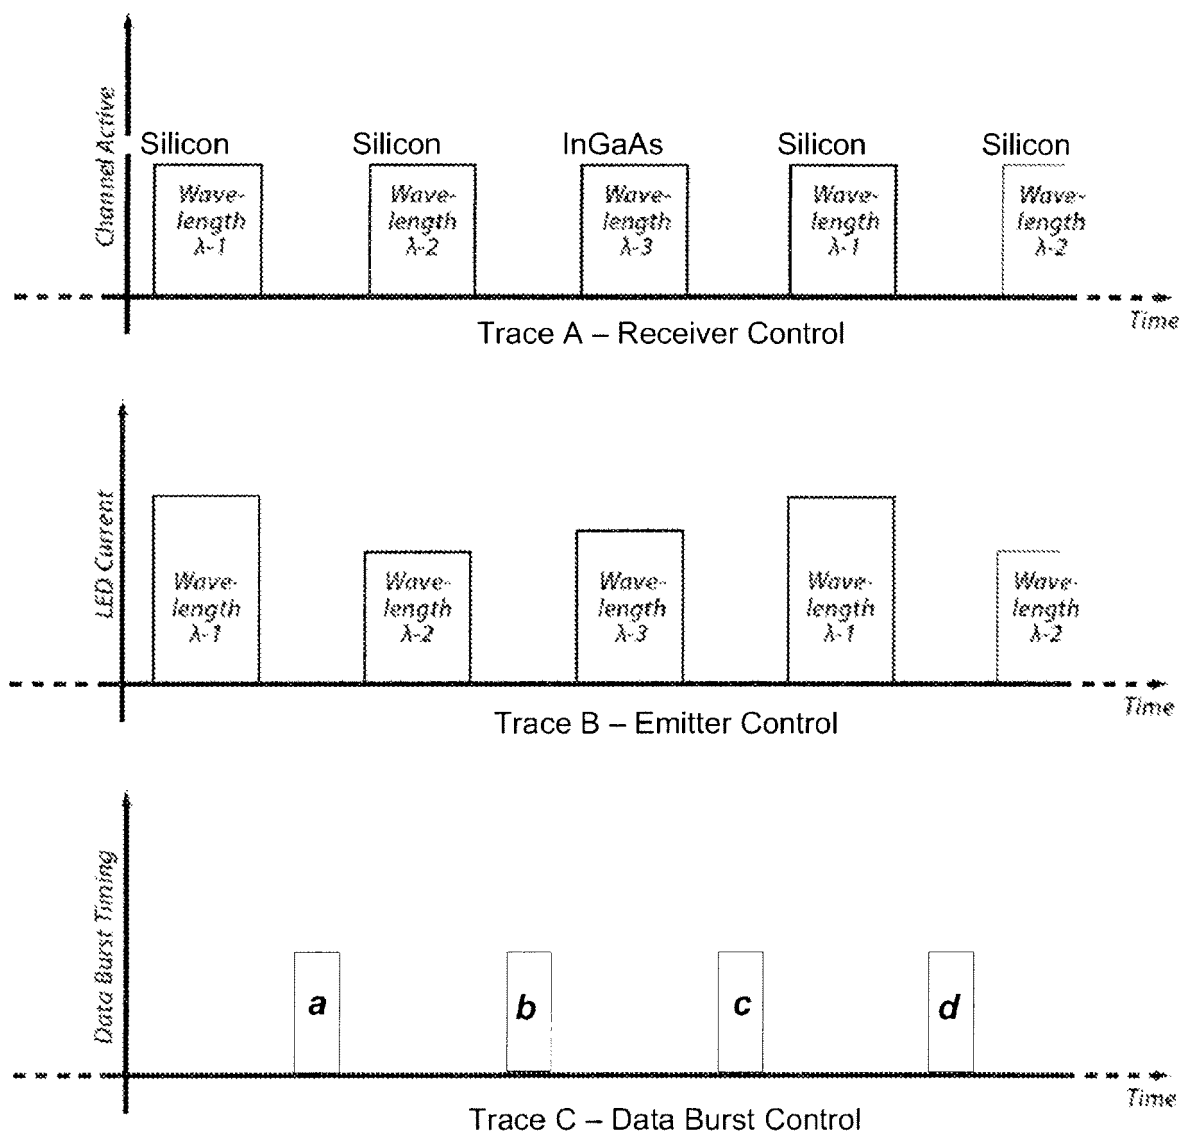 Channel Active
Silicon
Silicon
InGaAs
Silicon
Silicon
Wave-
length
λ-1
Wave-
length
λ-2
Wave-
length
λ-3
Wave-
length
λ-1
Wave-
length
λ-2
Time
Trace A – Receiver Control
LED Current
Wave-
length
λ-1
Wave-
length
λ-2
Wave-
length
λ-3
Wave-
length
λ-1
Wave-
length
λ-2
Time
Trace B – Emitter Control
Data Burst Timing
a
b
c
d
Time
Trace C – Data Burst Control